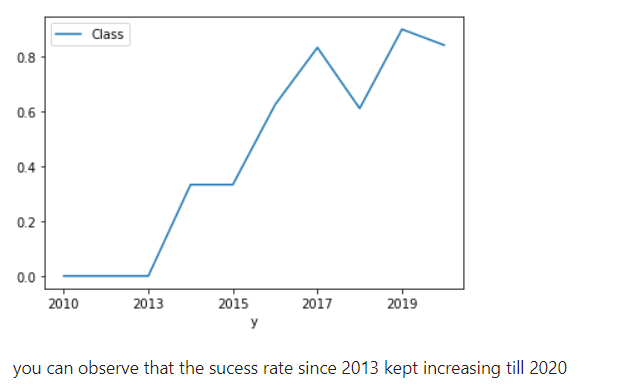 Class
0.8
0.6
0.4
0.2
0.0
2010 2013 2015 2017 2019
y
you can observe that the sucess rate since 2013 kept increasing till 2020